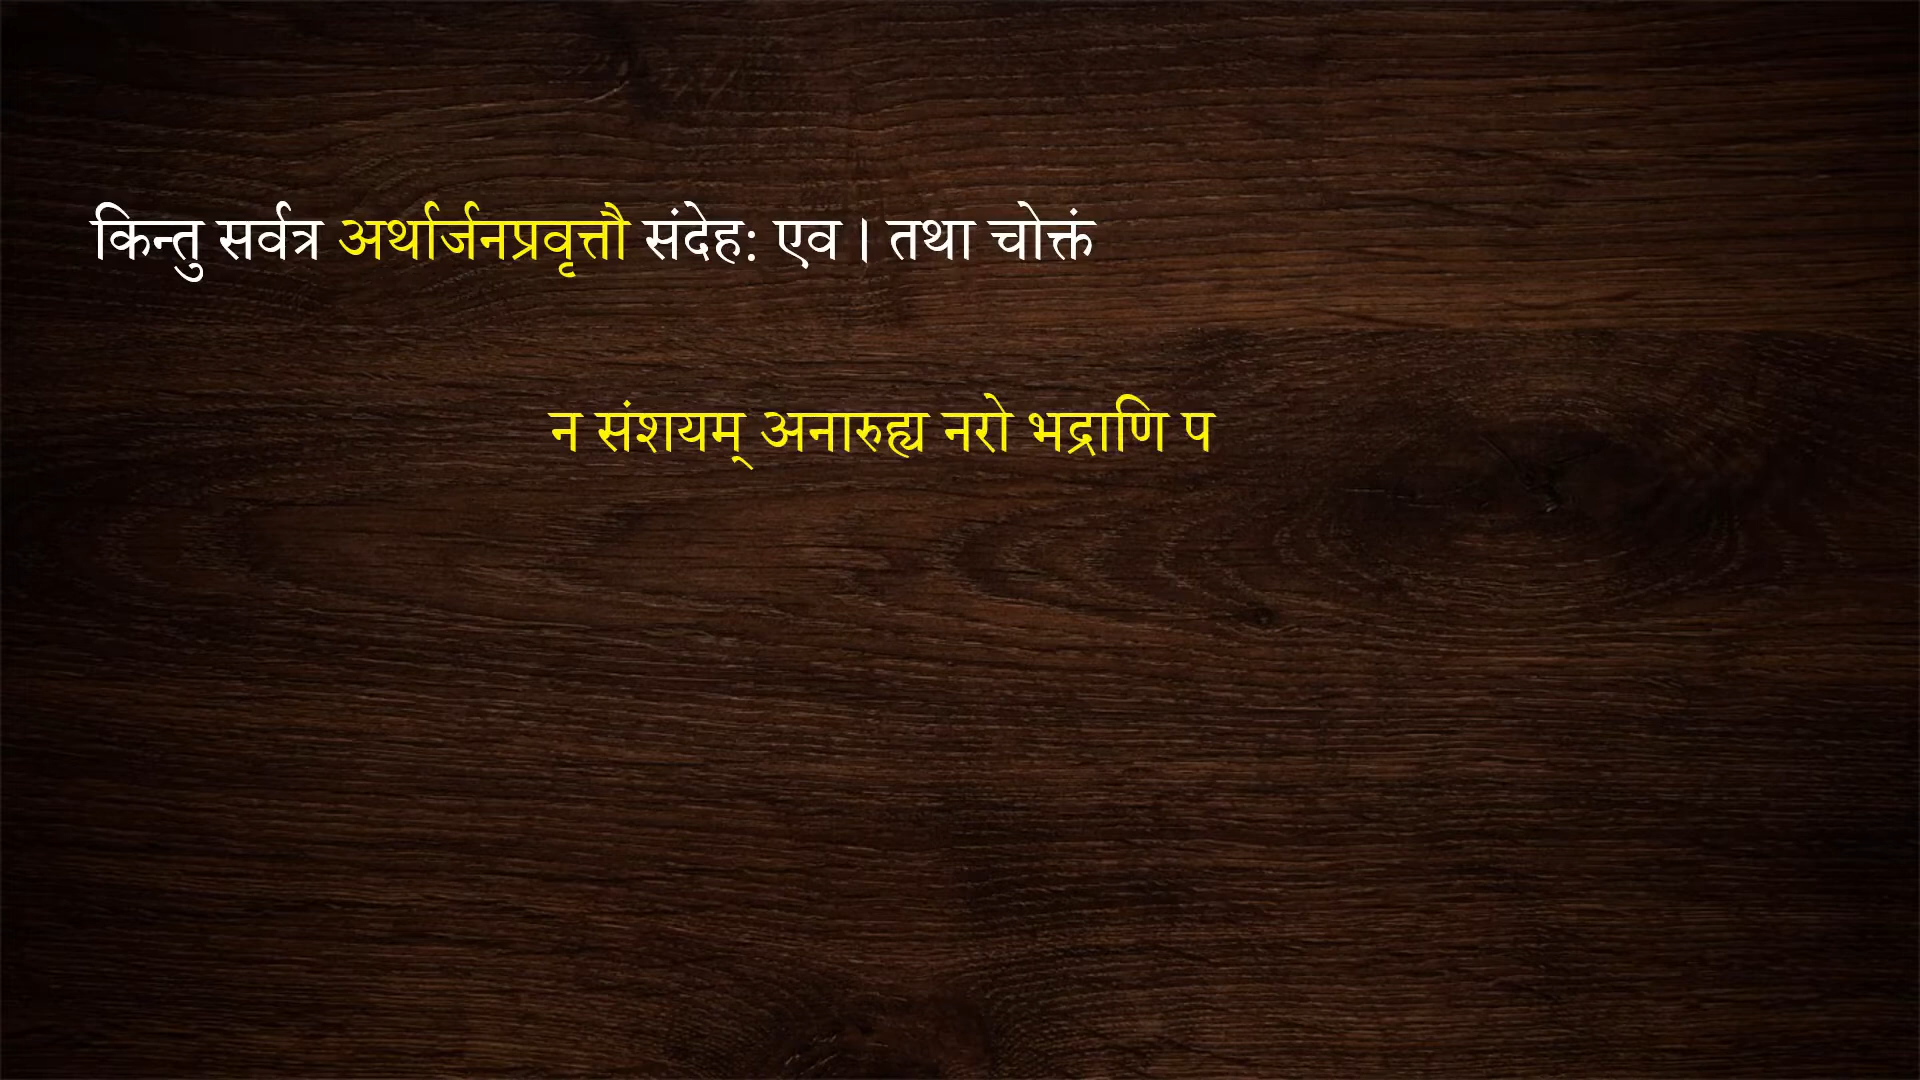 किन्तु सर्वत्र अर्थार्जनप्रवृत्तौ संदेह: एव । तथा चोक्तं
न संशयम् अनारुह्य नरो भद्राणि प